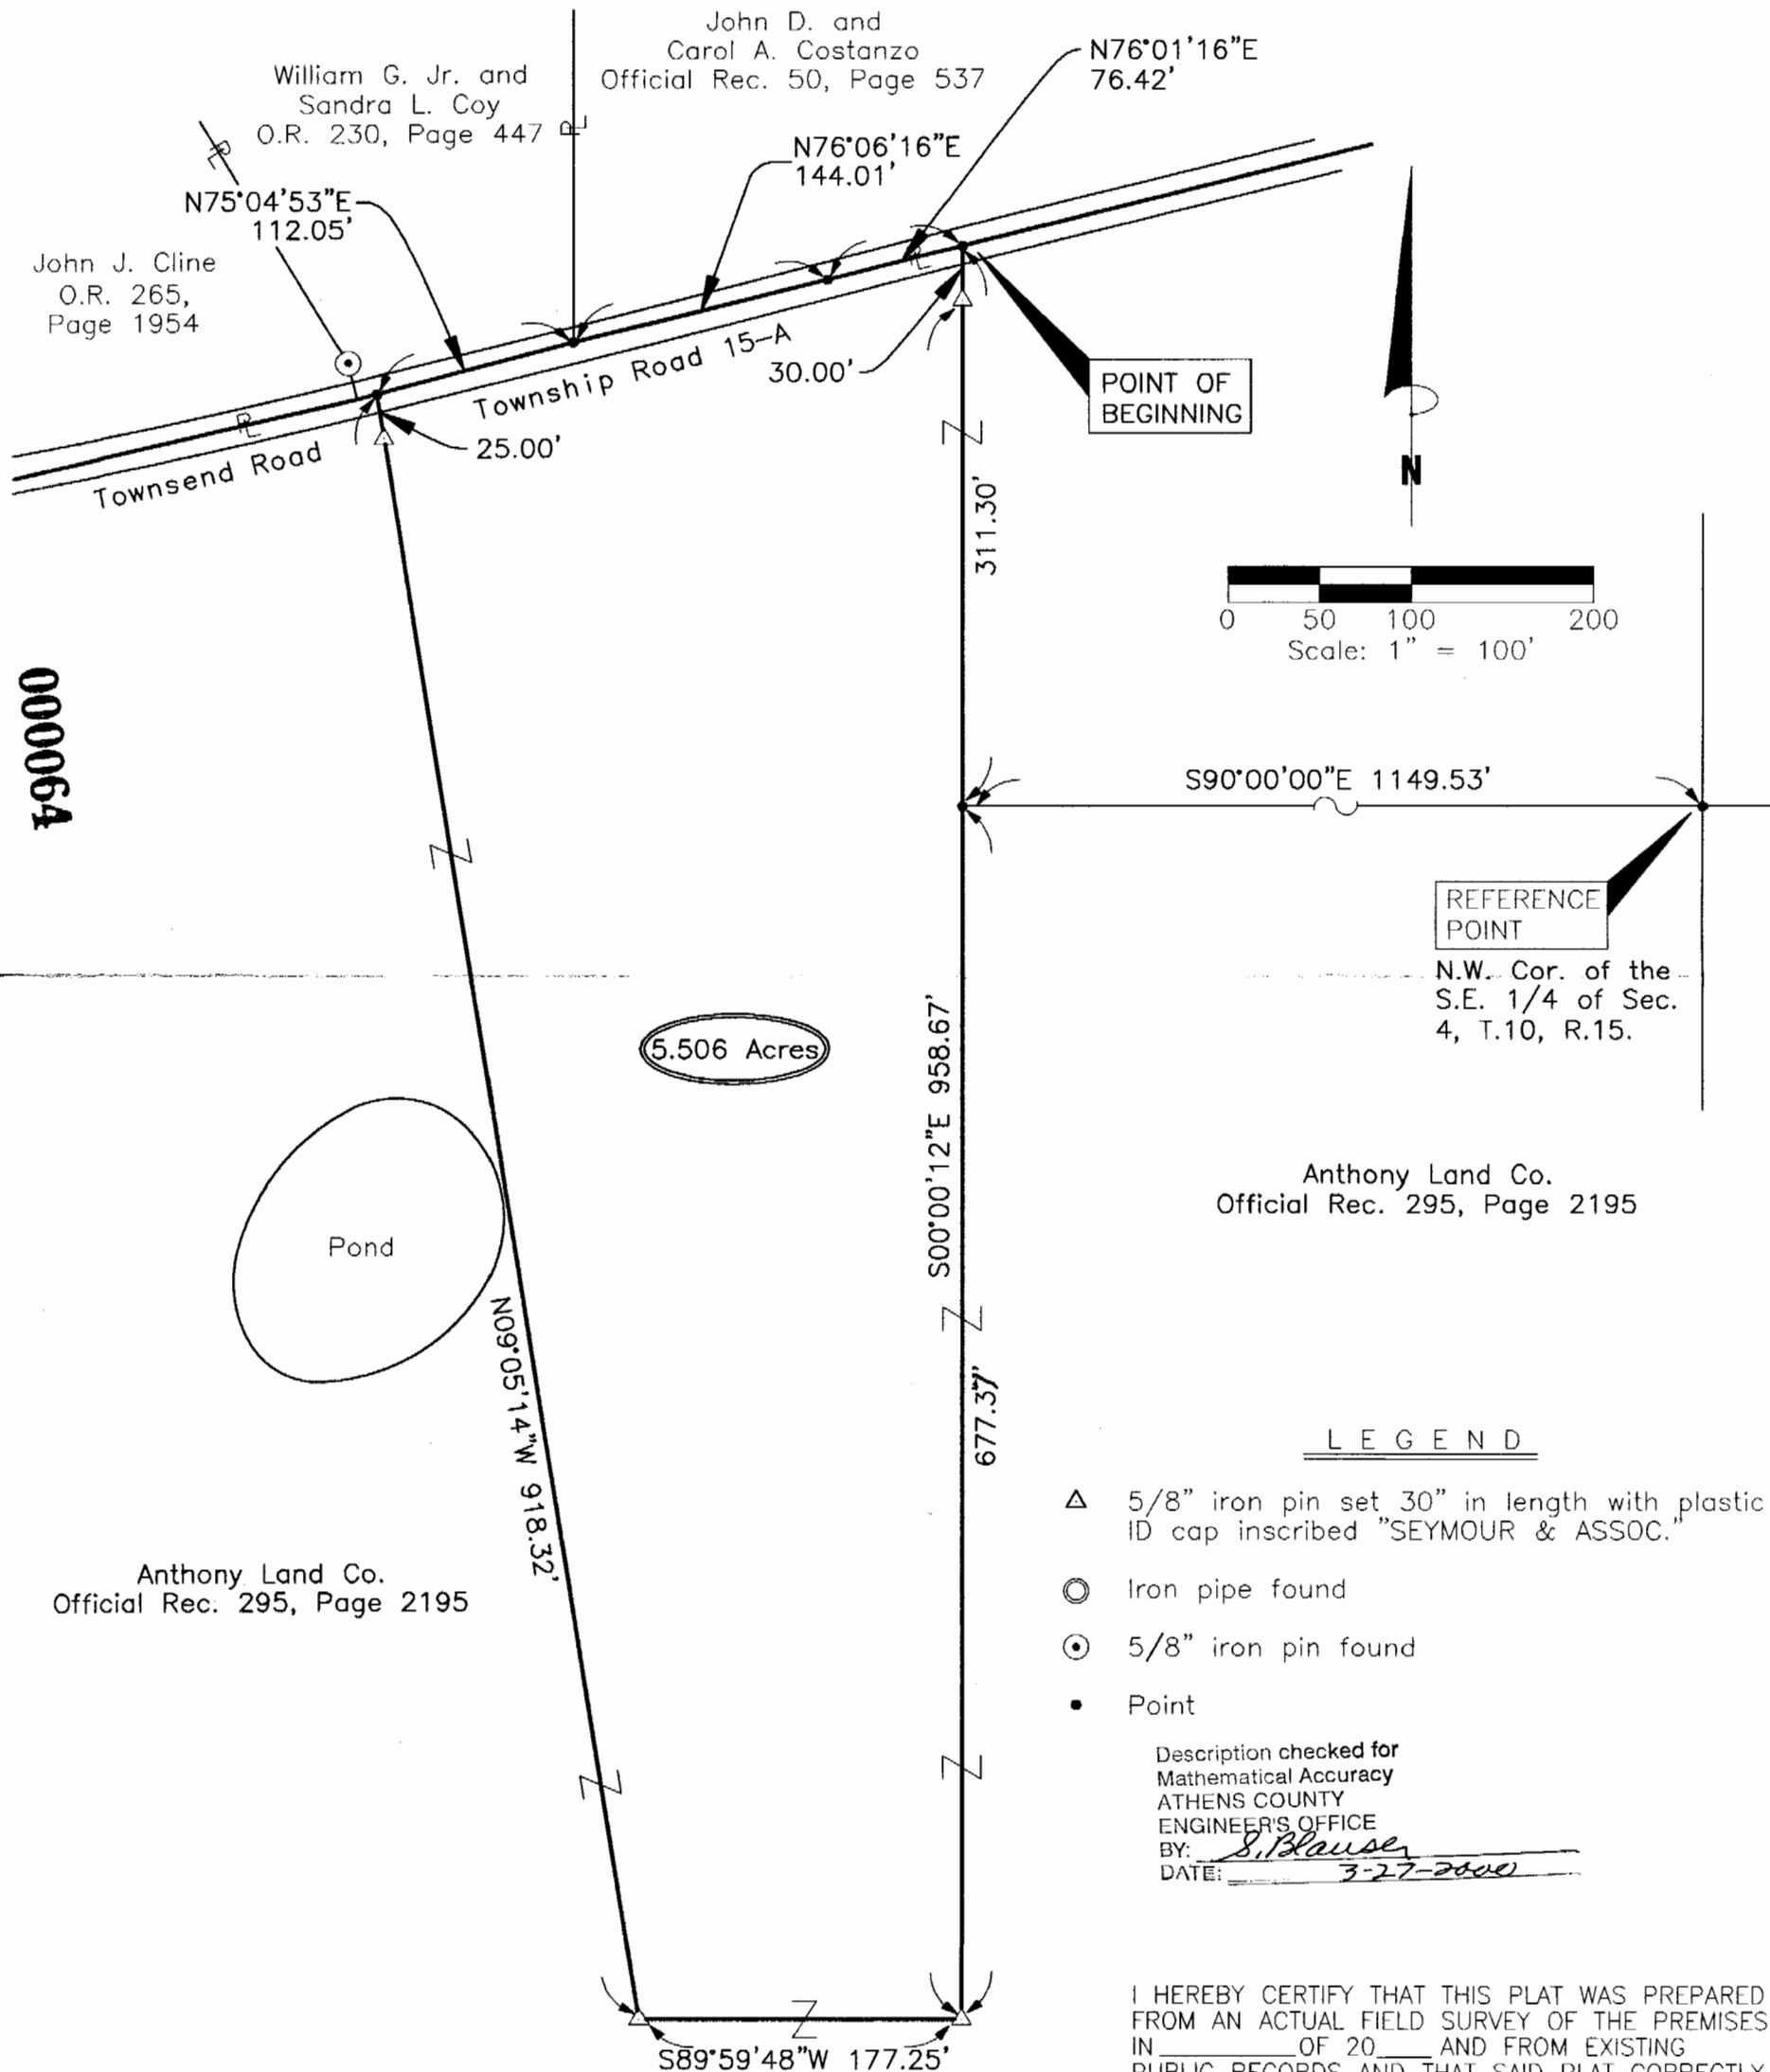 John D. and
Carol A. Costanzo
Official Rec. 50, Page 537
N76°01'16"E
76.42'
William G. Jr. and
Sandra L. Coy
O.R. 230, Page 447
N76°06'16"E
144.01'
N75°04'53"E
112.05'
John J. Cline
O.R. 265,
Page 1954
Township Road 15-A
30.00'
POINT OF
BEGINNING
25.00'
Townsend Road
N
311.30'
0 50 100 200
Scale: 1" = 100'
000064
S90°00'00"E 1149.53'
REFERENCE
POINT
N.W. Cor. of the
S.E. 1/4 of Sec.
4, T.10, R.15.
5.506 Acres
S00°00'12"E 958.67'
Anthony Land Co.
Official Rec. 295, Page 2195
Pond
N09°05'14"W 918.32'
677.37'
LEGEND
5/8" iron pin set 30" in length with plastic
ID cap inscribed "SEYMOUR & ASSOC."
Iron pipe found
5/8" iron pin found
Point
Anthony Land Co.
Official Rec. 295, Page 2195
Description checked for
Mathematical Accuracy
ATHENS COUNTY
ENGINEER'S OFFICE
BY: S. Blauser
DATE: 3-27-2000
I HEREBY CERTIFY THAT THIS PLAT WAS PREPARED
FROM AN ACTUAL FIELD SURVEY OF THE PREMISES
IN ________ OF 20____ AND FROM EXISTING
PUBLIC RECORDS AND THAT SAID PLAT CORRECTLY
S89°59'48"W 177.25'